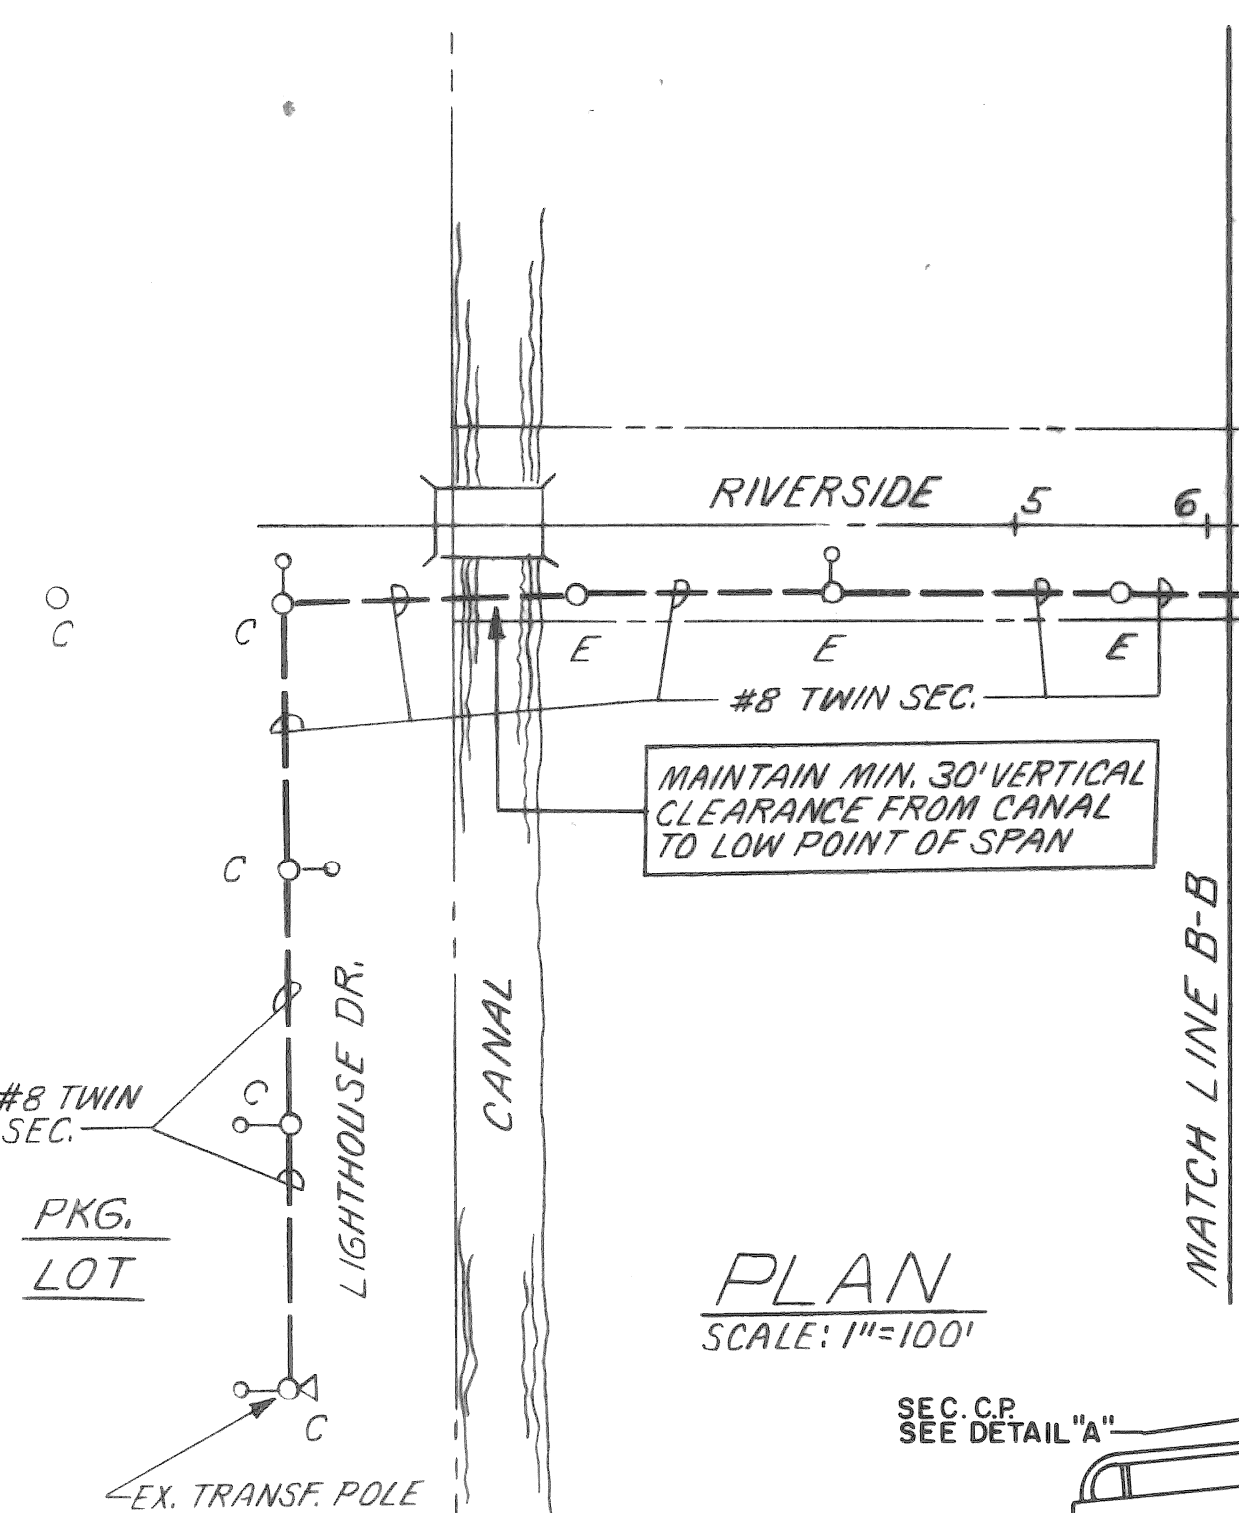 RIVERSIDE
5
6
C
C
E
E
E
#8 TWIN SEC.
MAINTAIN MIN. 30' VERTICAL
CLEARANCE FROM CANAL
TO LOW POINT OF SPAN
C
LIGHTHOUSE DR.
CANAL
MATCH LINE B-B
C
#8 TWIN
SEC.
PKG.
LOT
PLAN
SCALE: 1"=100'
C
EX. TRANSF. POLE
SEC. C.P.
SEE DETAIL "A"